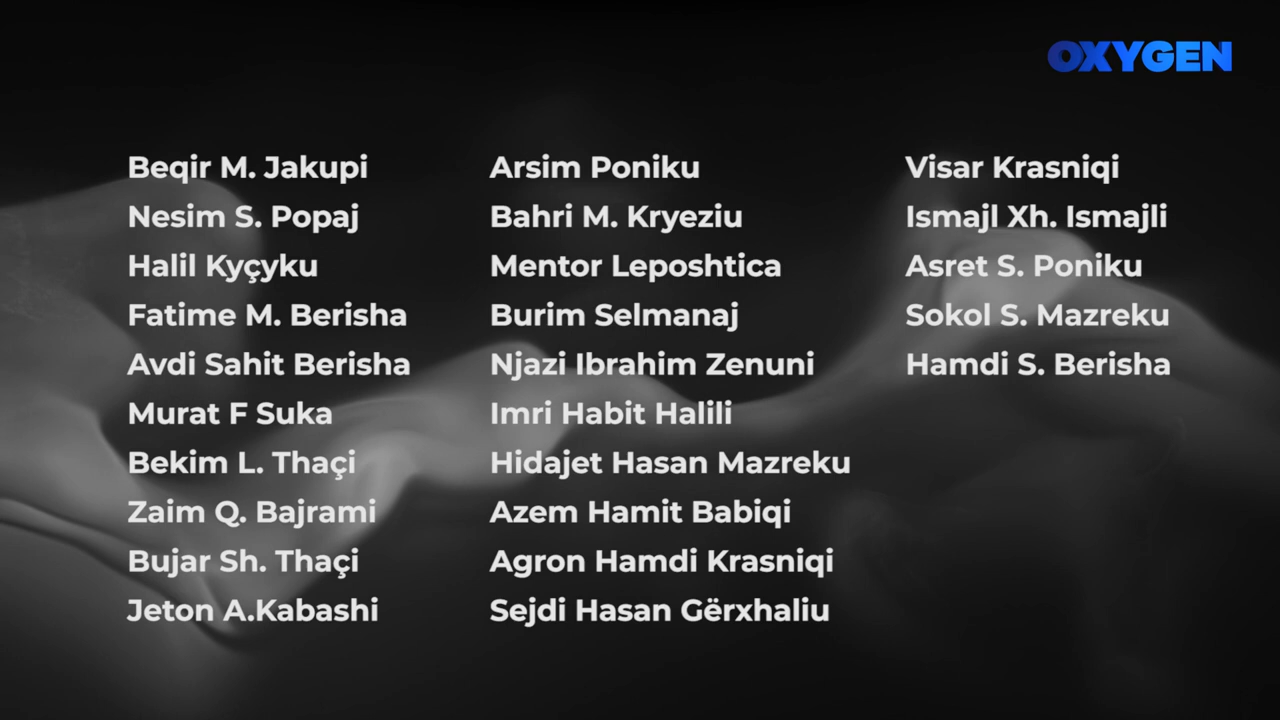 OXYGEN
Beqir M. Jakupi
Nesim S. Popaj
Halil Kyçyku
Fatime M. Berisha
Avdi Sahit Berisha
Murat F Suka
Bekim L. Thaçi
Zaim Q. Bajrami
Bujar Sh. Thaçi
Jeton A.Kabashi
Arsim Poniku
Bahri M. Kryeziu
Mentor Leposhtica
Burim Selmanaj
Njazi Ibrahim Zenuni
Imri Habit Halili
Hidajet Hasan Mazreku
Azem Hamit Babiqi
Agron Hamdi Krasniqi
Sejdi Hasan Gërxhaliu
Visar Krasniqi
Ismajl Xh. Ismajli
Asret S. Poniku
Sokol S. Mazreku
Hamdi S. Berisha